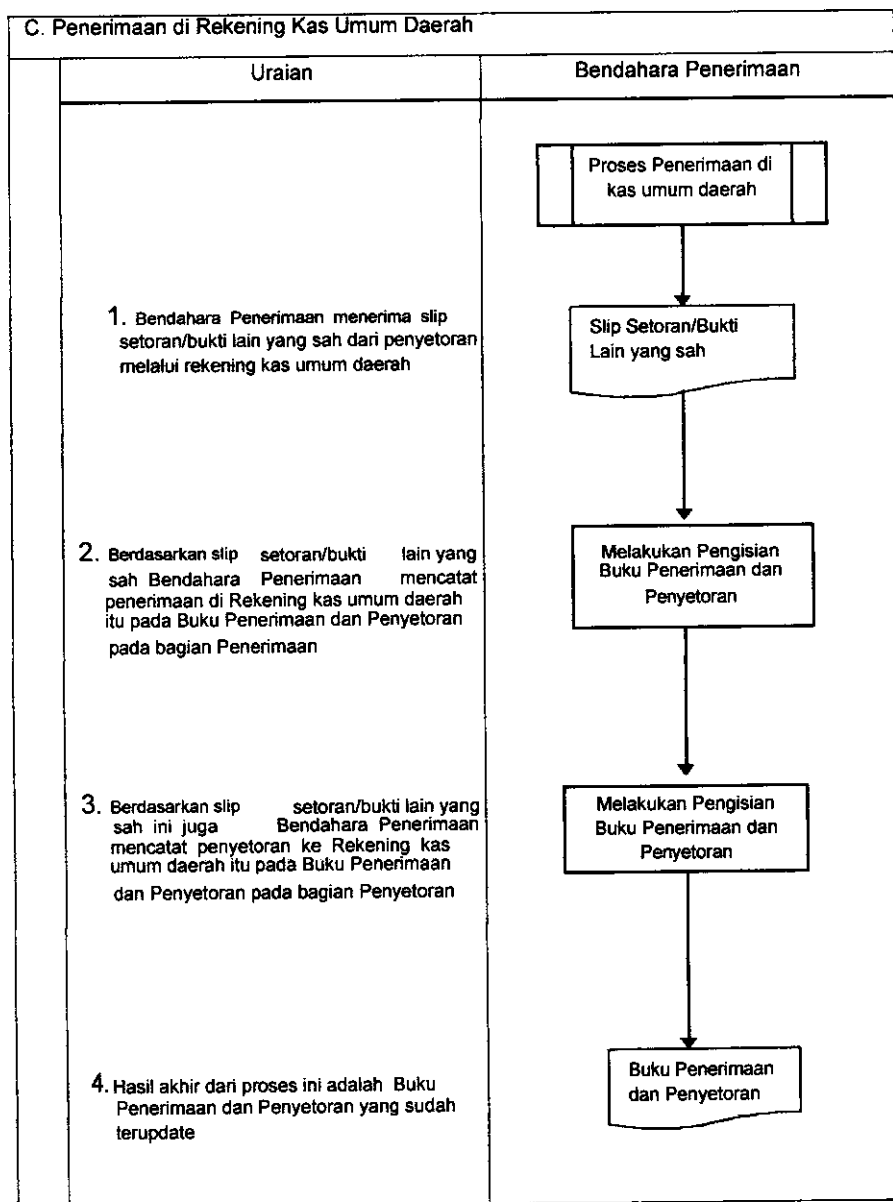 C. Penerimaan di Rekening Kas Umum Daerah
Uraian
Bendahara Penerimaan
Proses Penerimaan di
kas umum daerah
1. Bendahara Penerimaan menerima slip
setoran/bukti lain yang sah dari penyetoran
melalui rekening kas umum daerah
Slip Setoran/Bukti
Lain yang sah
2. Berdasarkan slip setoran/bukti lain yang
sah Bendahara Penerimaan mencatat
penerimaan di Rekening kas umum daerah
itu pada Buku Penerimaan dan Penyetoran
pada bagian Penerimaan
Melakukan Pengisian
Buku Penerimaan dan
Penyetoran
3. Berdasarkan slip setoran/bukti lain yang
sah ini juga Bendahara Penerimaan
mencatat penyetoran ke Rekening kas
umum daerah itu pada Buku Penerimaan
dan Penyetoran pada bagian Penyetoran
Melakukan Pengisian
Buku Penerimaan dan
Penyetoran
4. Hasil akhir dari proses ini adalah Buku
Penerimaan dan Penyetoran yang sudah
terupdate
Buku Penerimaan
dan Penyetoran